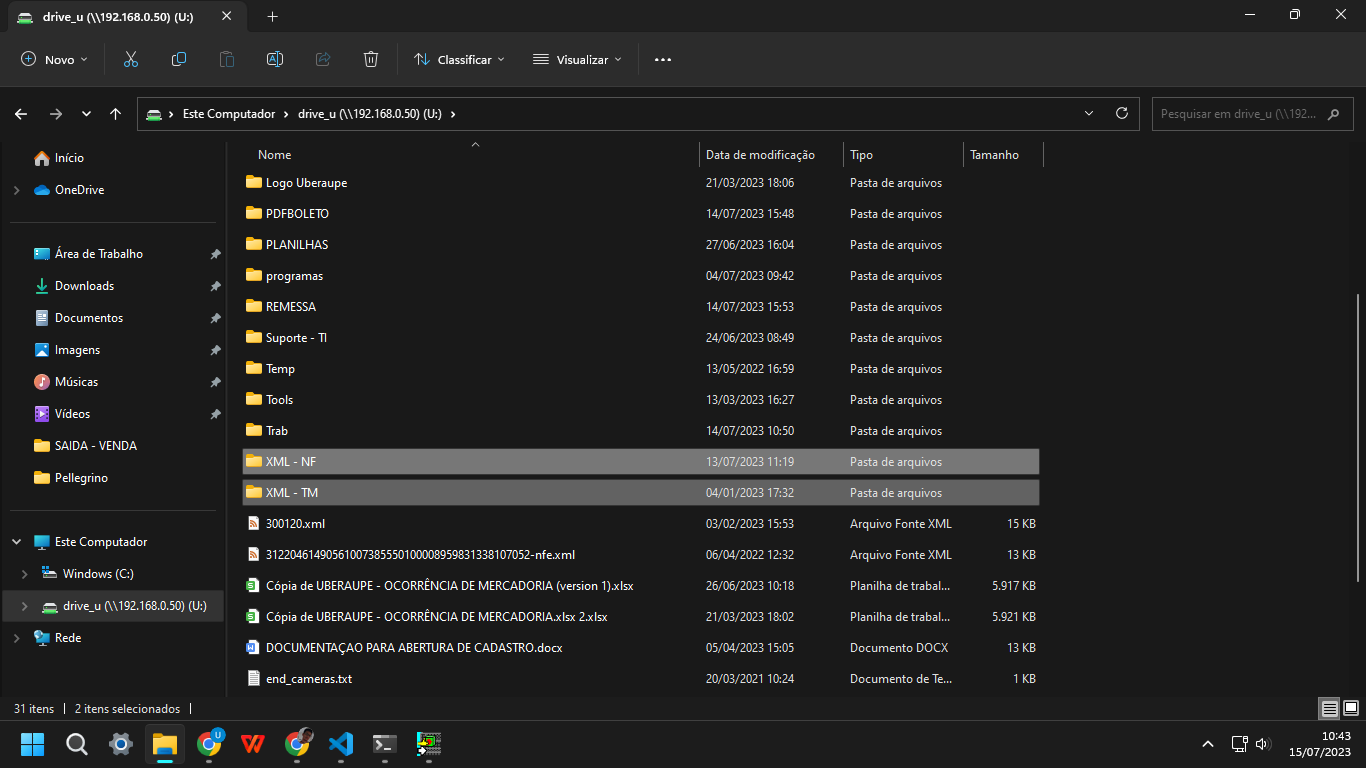 drive_u (\\192.168.0.50) (U:)
Novo
Classificar
Visualizar
Este Computador
drive_u (\\192.168.0.50) (U:)
Pesquisar em drive_u (\\192...
Início
OneDrive
Área de Trabalho
Downloads
Documentos
Imagens
Músicas
Vídeos
SAIDA - VENDA
Pellegrino
Este Computador
Windows (C:)
drive_u (\\192.168.0.50) (U:)
Rede
Nome Data de modificação Tipo Tamanho
Logo Uberaupe 21/03/2023 18:06 Pasta de arquivos
PDFBOLETO 14/07/2023 15:48 Pasta de arquivos
PLANILHAS 27/06/2023 16:04 Pasta de arquivos
programas 04/07/2023 09:42 Pasta de arquivos
REMESSA 14/07/2023 15:53 Pasta de arquivos
Suporte - TI 24/06/2023 08:49 Pasta de arquivos
Temp 13/05/2022 16:59 Pasta de arquivos
Tools 13/03/2023 16:27 Pasta de arquivos
Trab 14/07/2023 10:50 Pasta de arquivos
XML - NF 13/07/2023 11:19 Pasta de arquivos
XML - TM 04/01/2023 17:32 Pasta de arquivos
300120.xml 03/02/2023 15:53 Arquivo Fonte XML 15 KB
31220461490561007385550100008959831338107052-nfe.xml 06/04/2022 12:32 Arquivo Fonte XML 13 KB
Cópia de UBERAUPE - OCORRÊNCIA DE MERCADORIA (version 1).xlsx 26/06/2023 10:18 Planilha de trabal... 5.917 KB
Cópia de UBERAUPE - OCORRÊNCIA DE MERCADORIA.xlsx 2.xlsx 21/03/2023 18:02 Planilha de trabal... 5.921 KB
DOCUMENTAÇAO PARA ABERTURA DE CADASTRO.docx 05/04/2023 15:05 Documento DOCX 13 KB
end_cameras.txt 20/03/2021 10:24 Documento de Te... 1 KB
31 itens 2 itens selecionados
U
10:43
15/07/2023